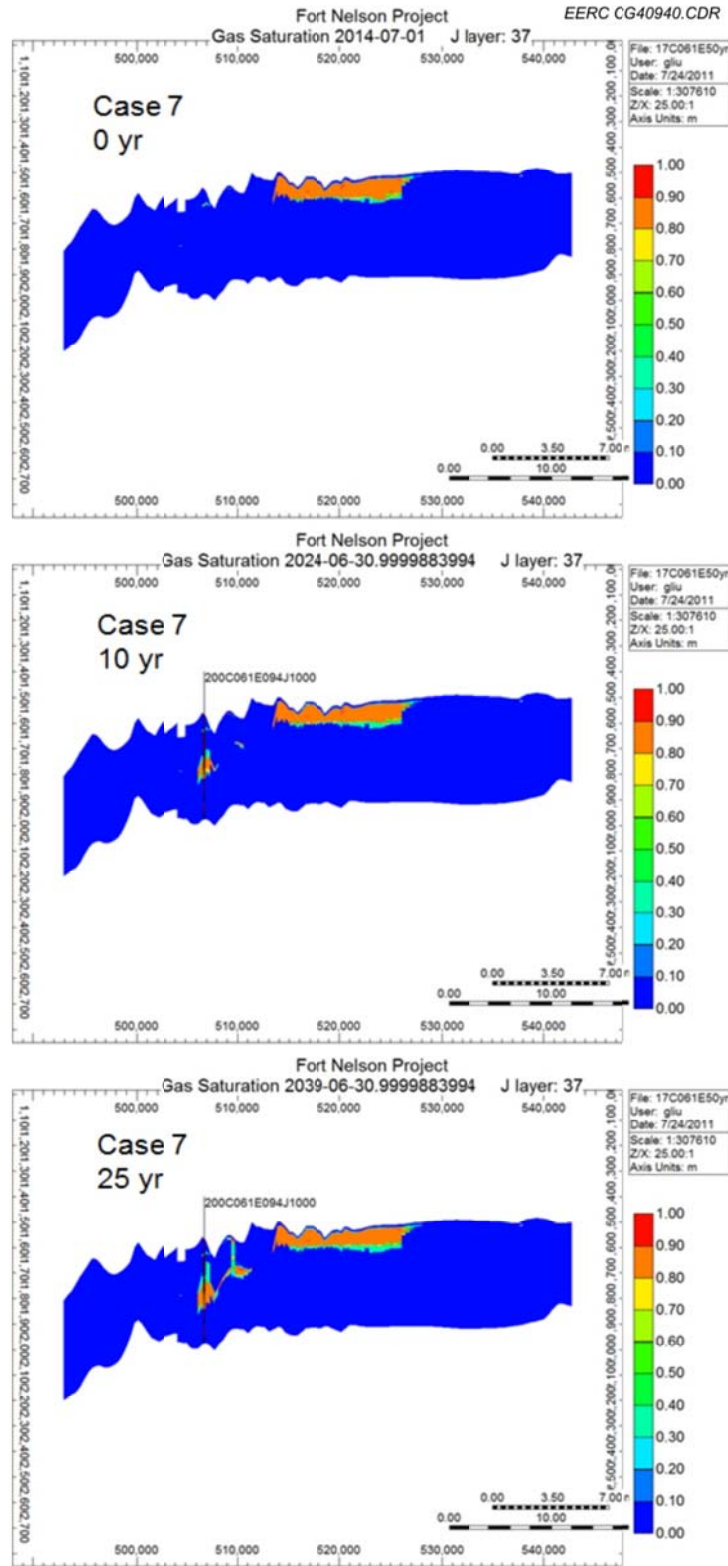 Fort Nelson Project
EERC CG40940.CDR
Gas Saturation 2014-07-01 J layer: 37
File: 17C061E50yr
User: gliu
Date: 7/24/2011
Scale: 1:307610
Z/X: 25.00:1
Axis Units: m
500,000 510,000 520,000 530,000 540,000
Case 7
0 yr
1.00
0.90
0.80
0.70
0.60
0.50
0.40
0.30
0.20
0.10
0.00
0.00 3.50 7.00
0.00 10.00
500,000 510,000 520,000 530,000 540,000
Fort Nelson Project
Gas Saturation 2024-06-30.9999883994 J layer: 37
File: 17C061E50yr
User: gliu
Date: 7/24/2011
Scale: 1:307610
Z/X: 25.00:1
Axis Units: m
500,000 510,000 520,000 530,000 540,000
Case 7
10 yr
200C061E094J1000
1.00
0.90
0.80
0.70
0.60
0.50
0.40
0.30
0.20
0.10
0.00
0.00 3.50 7.00
0.00 10.00
500,000 510,000 520,000 530,000 540,000
Fort Nelson Project
Gas Saturation 2039-06-30.9999883994 J layer: 37
File: 17C061E50yr
User: gliu
Date: 7/24/2011
Scale: 1:307610
Z/X: 25.00:1
Axis Units: m
500,000 510,000 520,000 530,000 540,000
Case 7
25 yr
200C061E094J1000
1.00
0.90
0.80
0.70
0.60
0.50
0.40
0.30
0.20
0.10
0.00
0.00 3.50 7.00
0.00 10.00
500,000 510,000 520,000 530,000 540,000